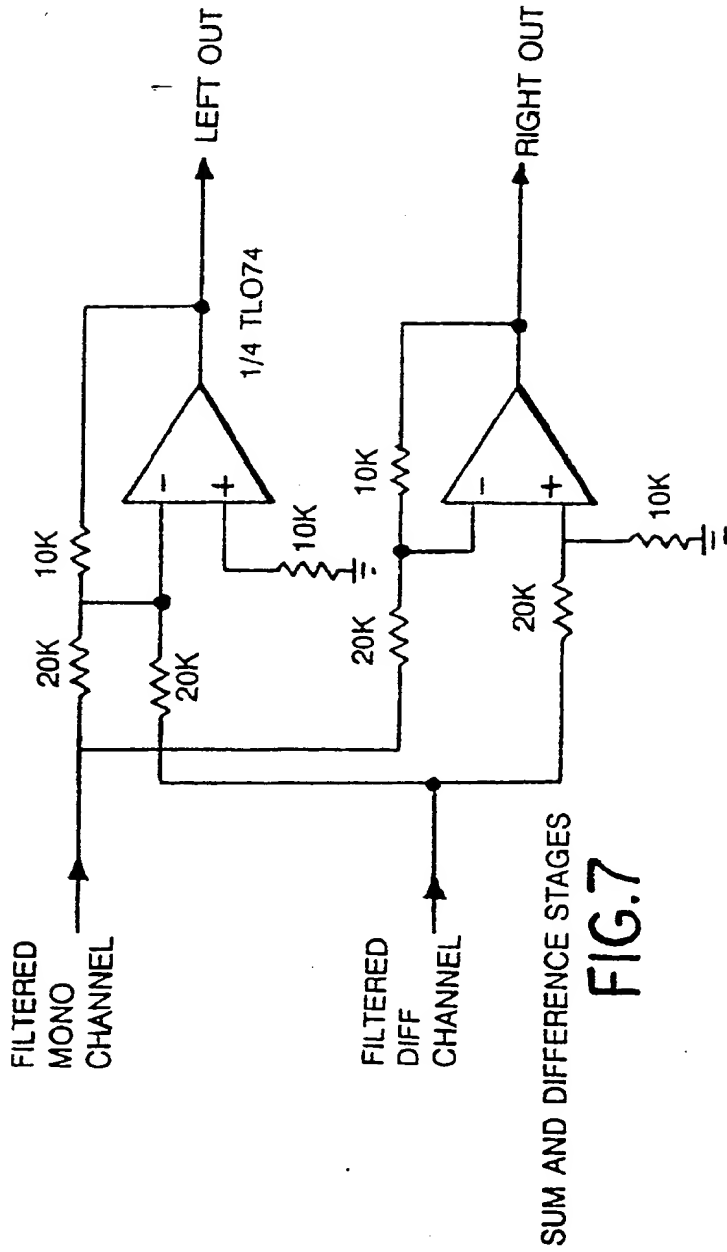 FILTERED
MONO
CHANNEL
20K
10K
20K
-
+
10K
1/4 TLO74
LEFT OUT
FILTERED
DIFF
CHANNEL
20K
10K
-
+
20K
10K
RIGHT OUT
SUM AND DIFFERENCE STAGES
FIG.7